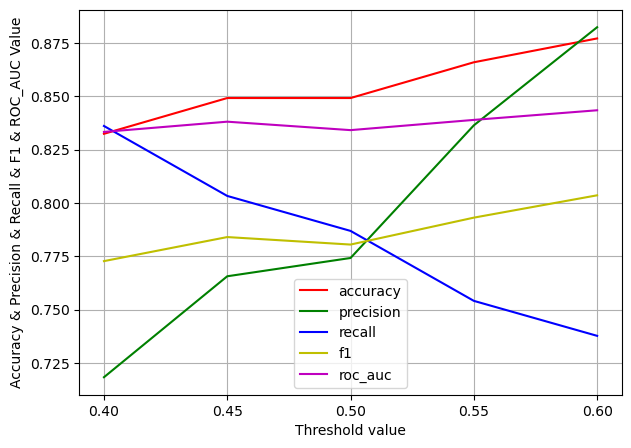 Accuracy & Precision & Recall & F1 & ROC_AUC Value
0.875
0.850
0.825
0.800
0.775
0.750
0.725
accuracy
precision
recall
f1
roc_auc
0.40 0.45 0.50 0.55 0.60
Threshold value